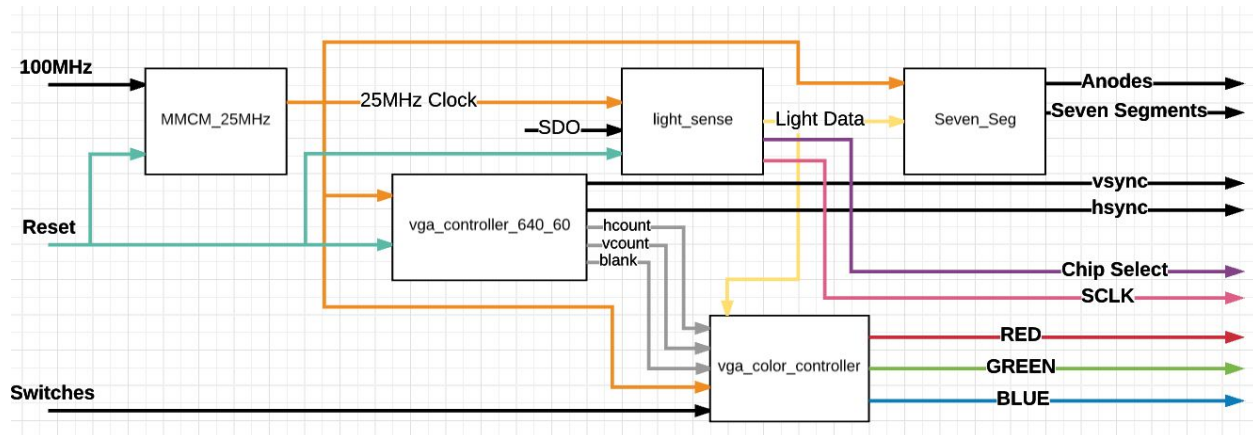 100MHz
MMCM_25MHz
25MHz Clock
SDO
light_sense
Light Data
Seven_Seg
Anodes
Seven Segments
vsync
hsync
Reset
vga_controller_640_60
hcount
vcount
blank
Chip Select
SCLK
RED
GREEN
BLUE
vga_color_controller
Switches